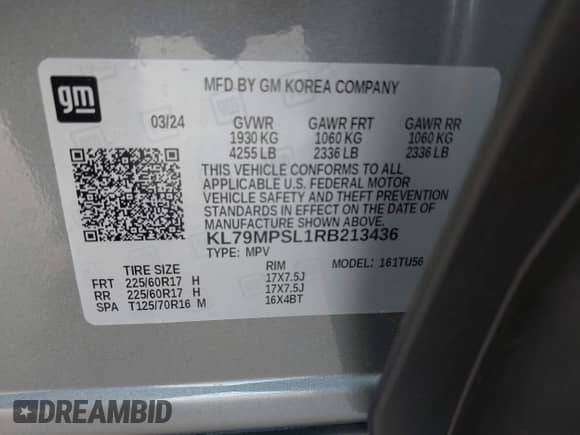 gm
MFD BY GM KOREA COMPANY
03/24 GVWR GAWR FRT GAWR RR
1930 KG 1060 KG 1060 KG
4255 LB 2336 LB 2336 LB
THIS VEHICLE CONFORMS TO ALL
APPLICABLE U.S. FEDERAL MOTOR
VEHICLE SAFETY AND THEFT PREVENTION
STANDARDS IN EFFECT ON THE DATE OF
MANUFACTURE SHOWN ABOVE.
KL79MPSL1RB213436
TYPE: MPV MODEL: 161TU56
TIRE SIZE RIM
FRT 225/60R17 H 17X7.5J
RR 225/60R17 H 17X7.5J
SPA T125/70R16 M 16X4BT
DREAMBID